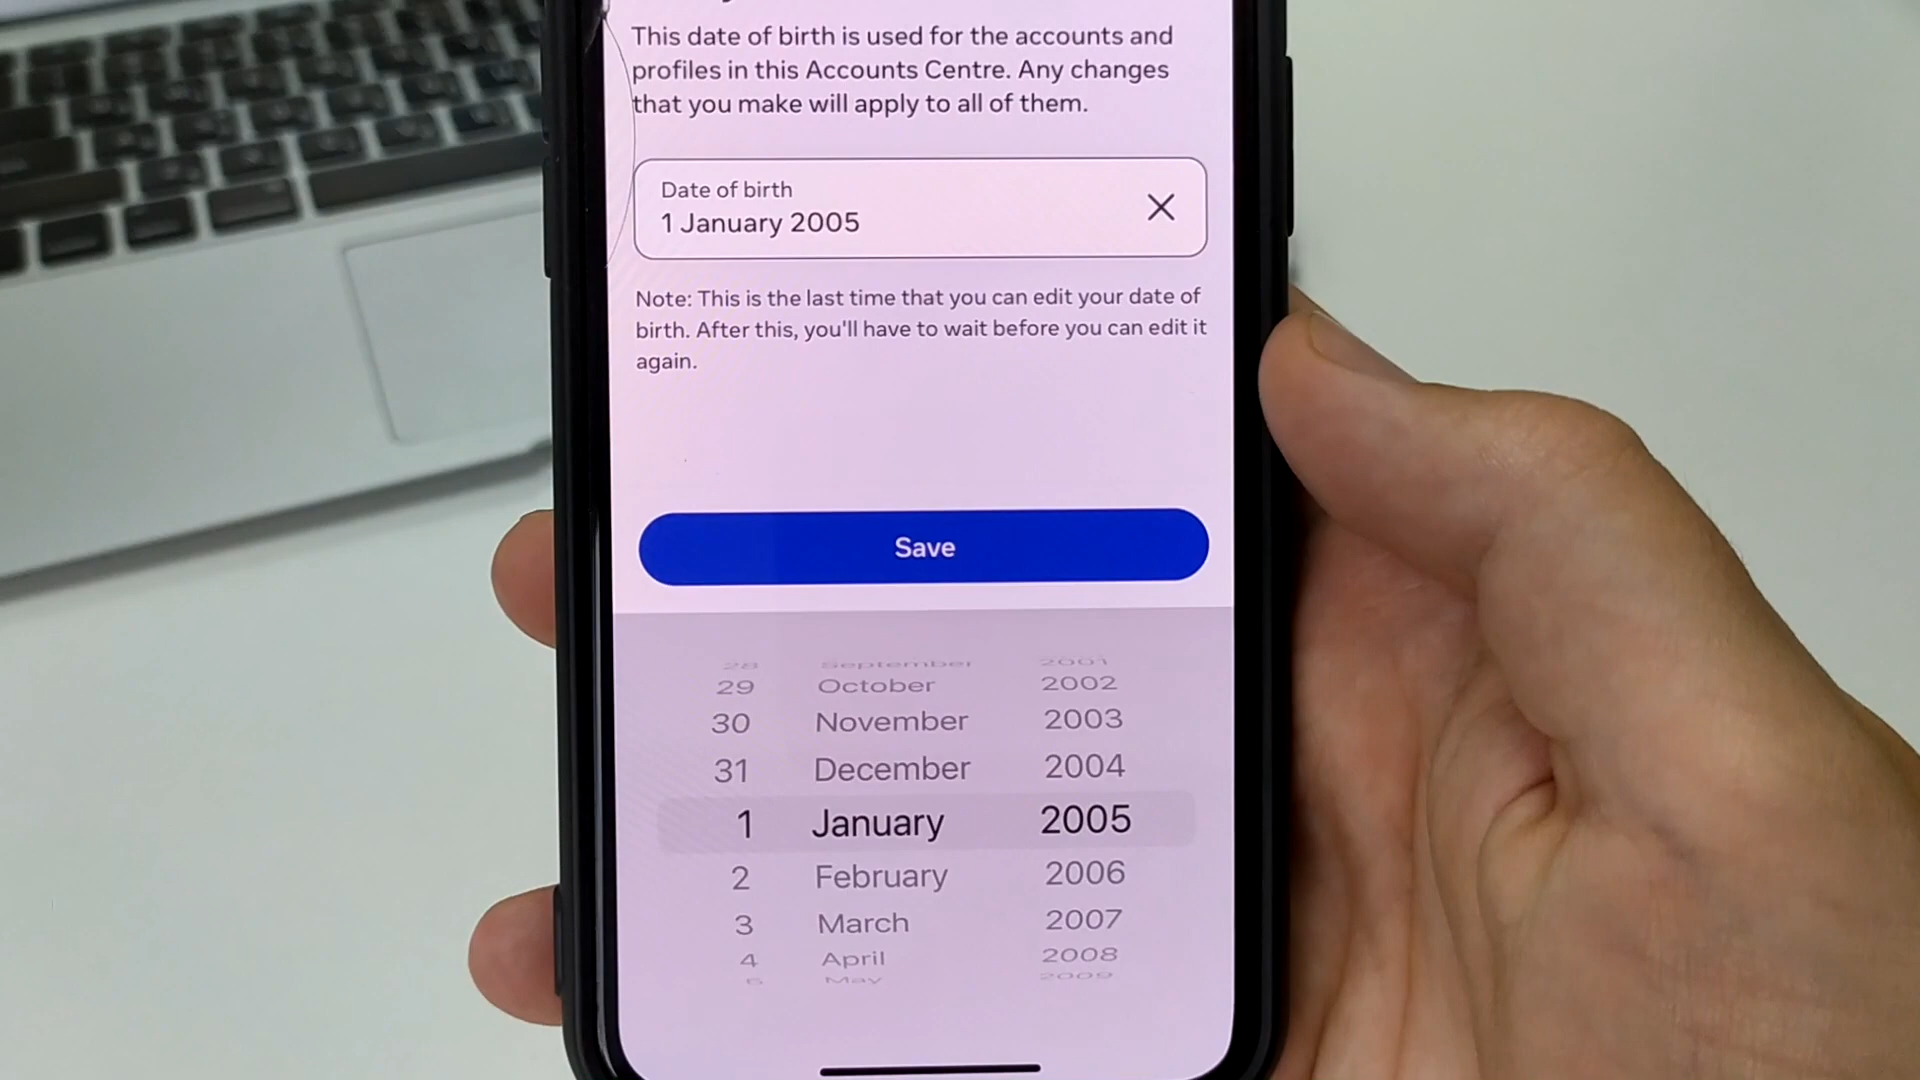 This date of birth is used for the accounts and
profiles in this Accounts Centre. Any changes
that you make will apply to all of them.
Date of birth
1 January 2005
Note: This is the last time that you can edit your date of
birth. After this, you'll have to wait before you can edit it
again.
Save
28 September 2001
29 October 2002
30 November 2003
31 December 2004
1 January 2005
2 February 2006
3 March 2007
4 April 2008
May 2009